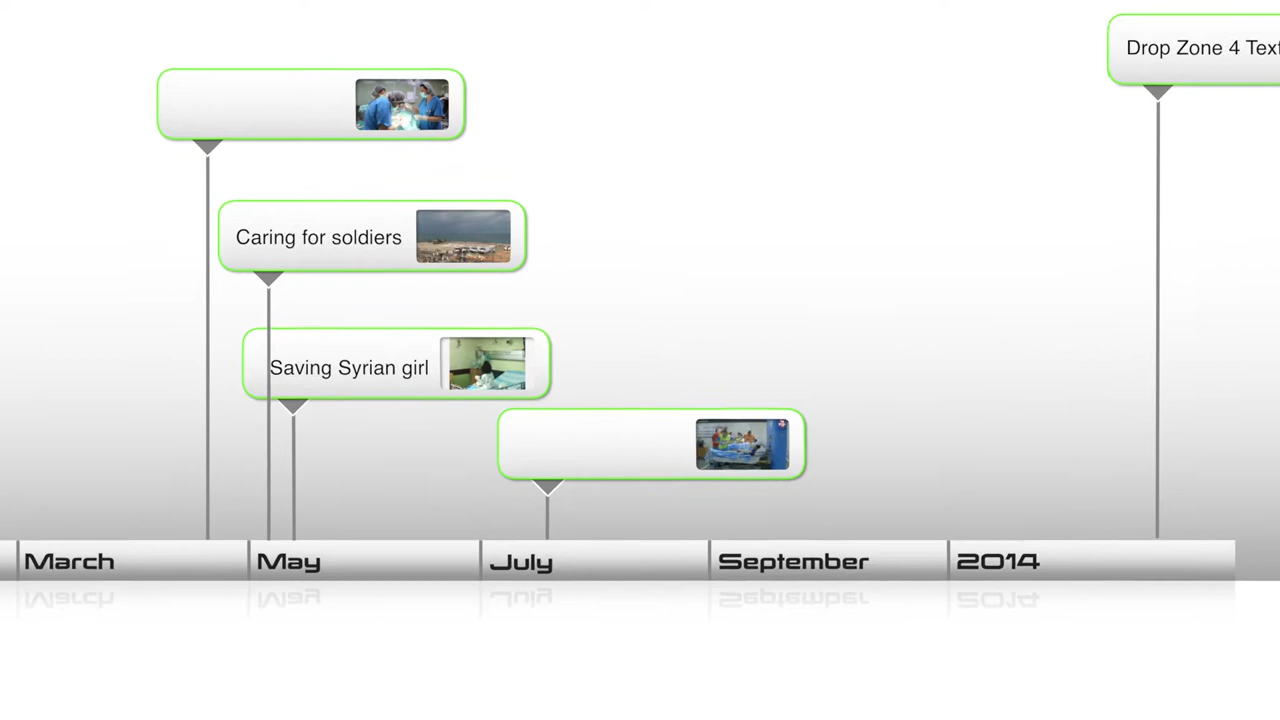 Drop Zone 4 Text
Caring for soldiers
Saving Syrian girl
March
May
July
September
2014